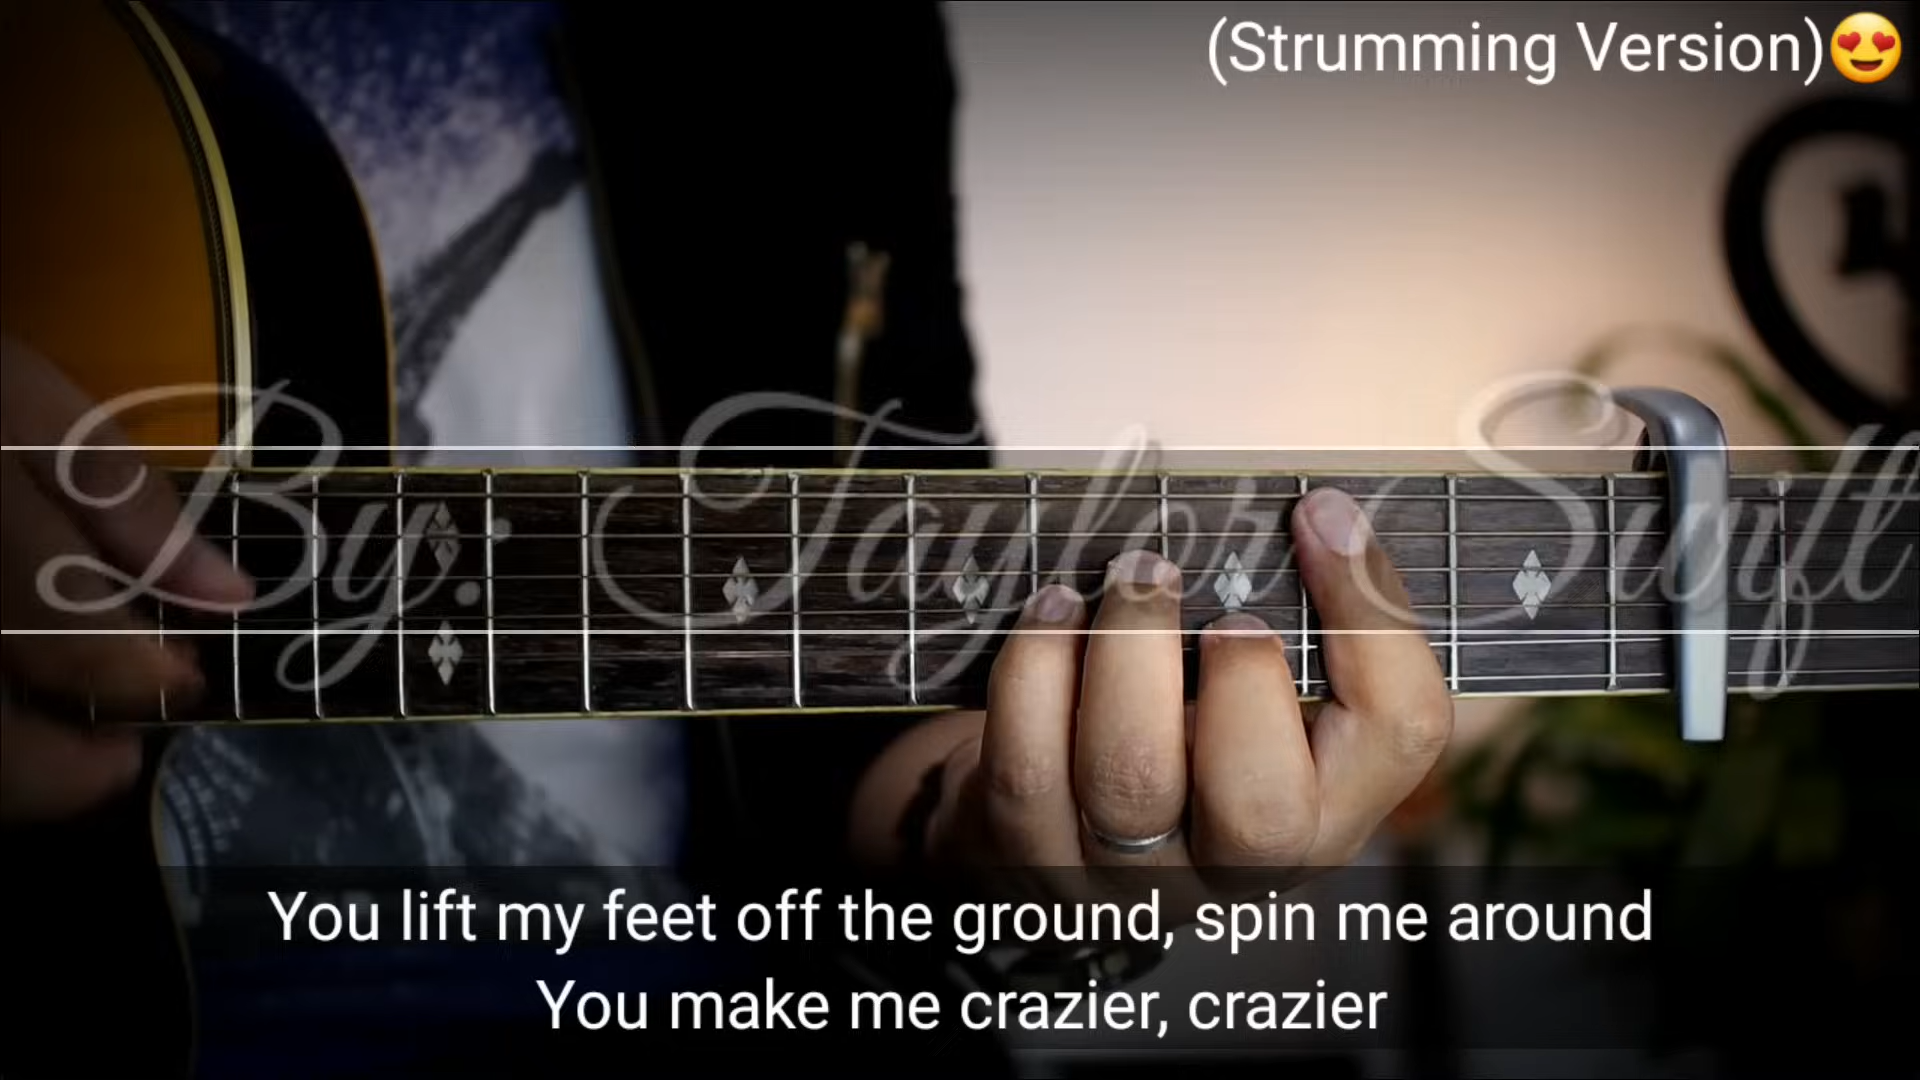 (Strumming Version)😍
By: Taylor Swift
You lift my feet off the ground, spin me around
You make me crazier, crazier